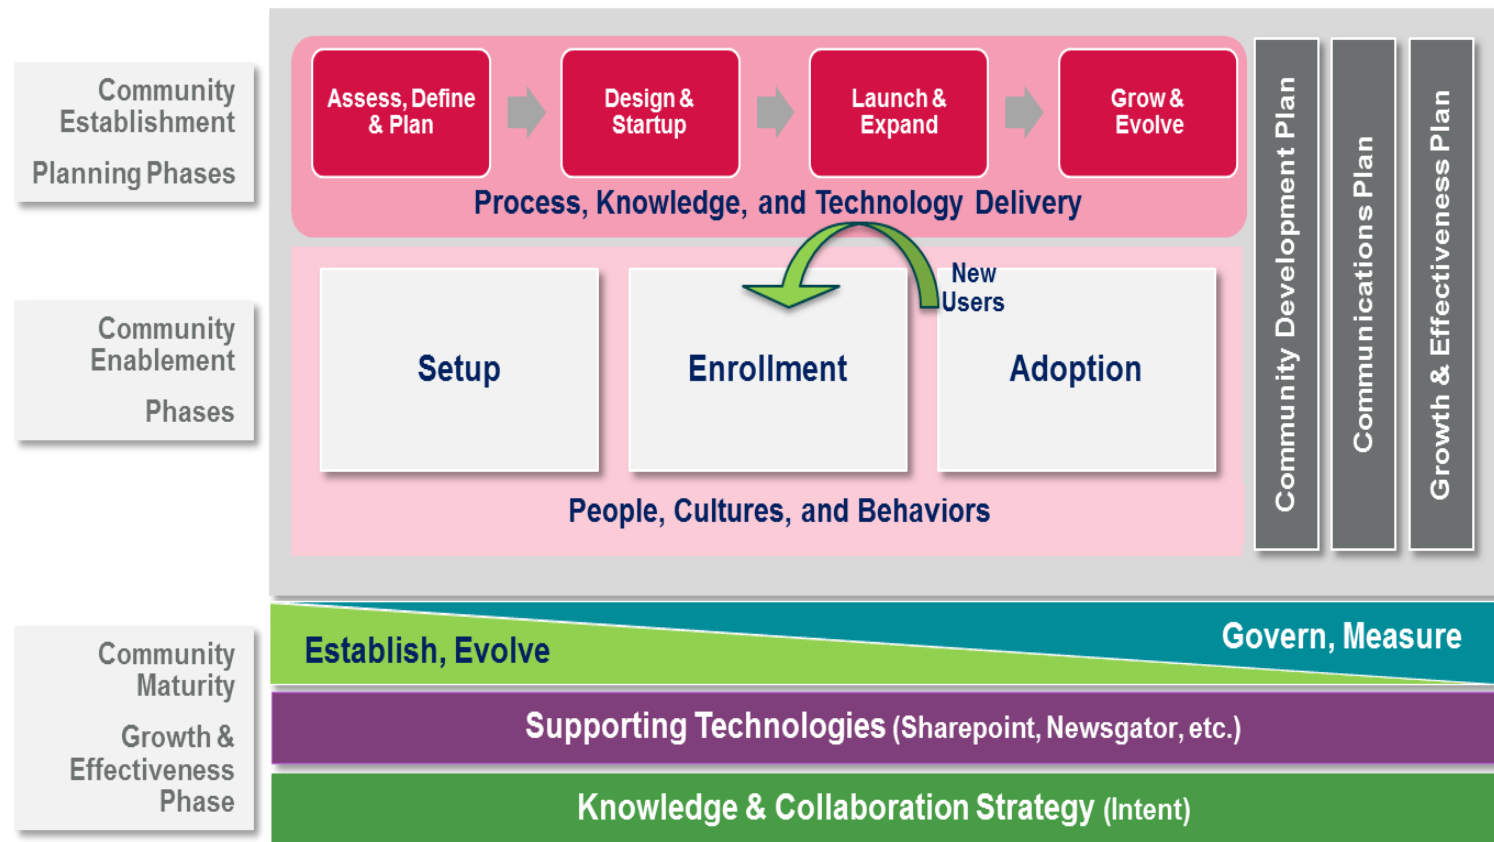 Community
Establishment
Planning Phases
Assess, Define
& Plan
Design &
Startup
Launch &
Expand
Grow &
Evolve
Process, Knowledge, and Technology Delivery
Community
Enablement
Phases
Setup
Enrollment
New
Users
Adoption
People, Cultures, and Behaviors
Community Development Plan
Communications Plan
Growth & Effectiveness Plan
Community
Maturity
Growth &
Effectiveness
Phase
Establish, Evolve
Govern, Measure
Supporting Technologies (Sharepoint, Newsgator, etc.)
Knowledge & Collaboration Strategy (Intent)